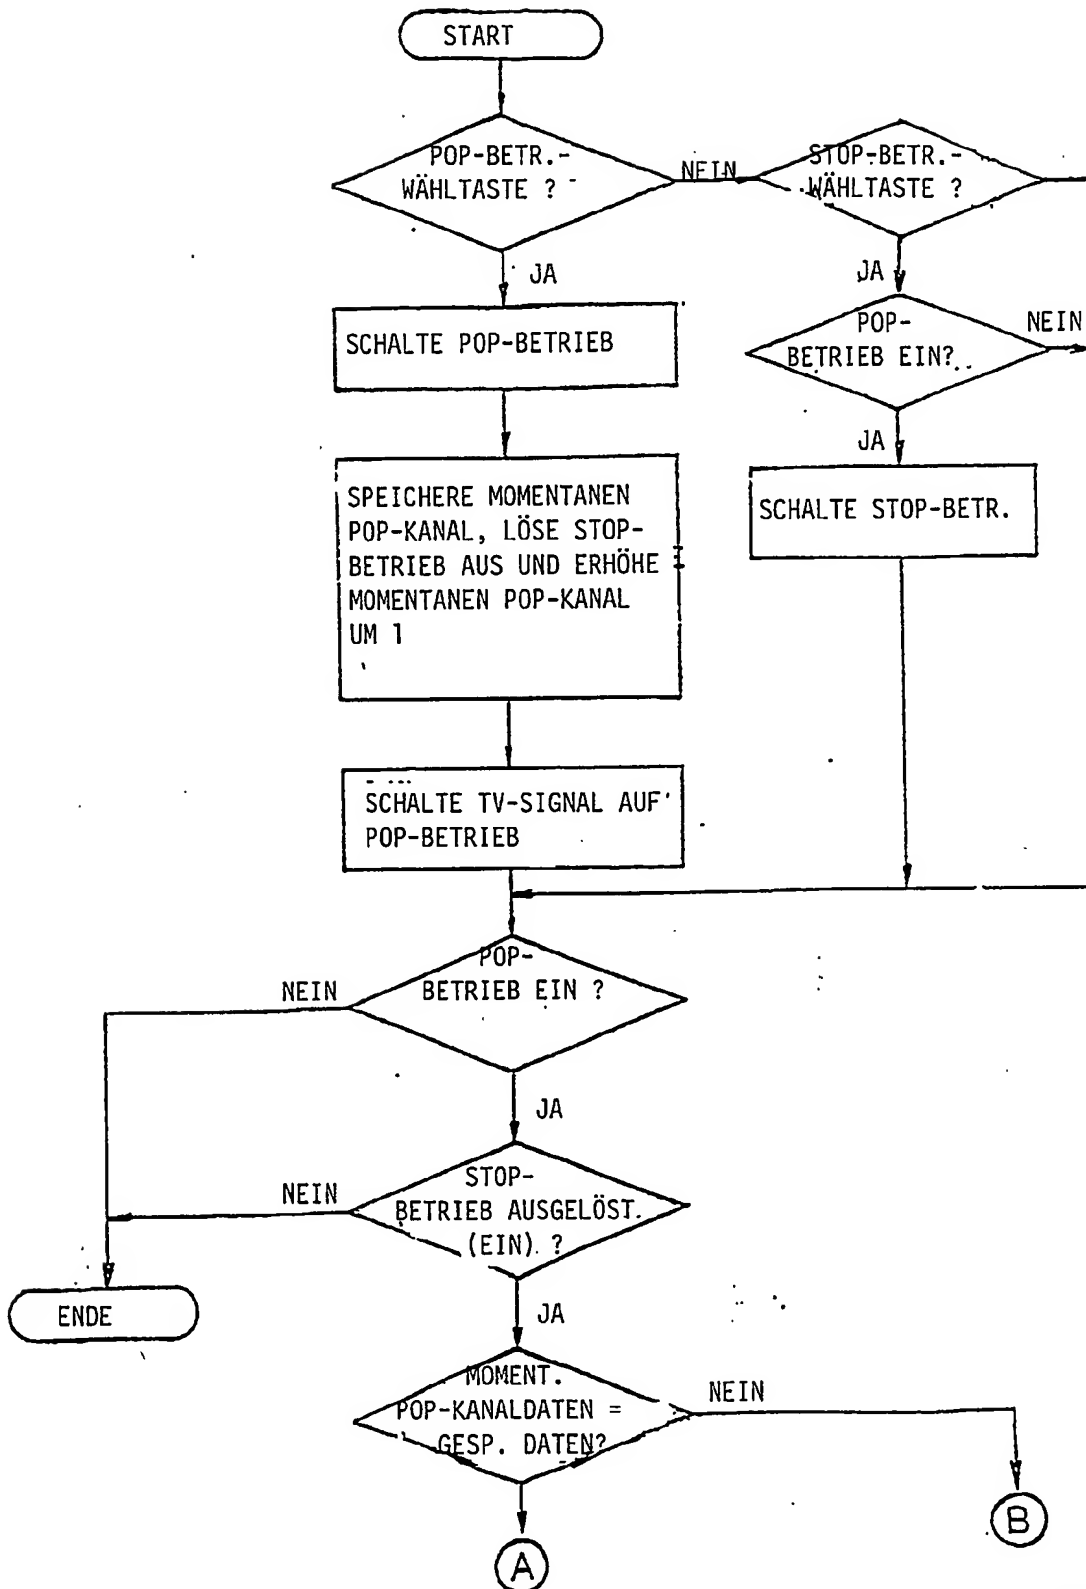 START
POP-BETR.-
WÄHLTASTE ?
NEIN
STOP-BETR.-
WÄHLTASTE ?
JA
JA
SCHALTE POP-BETRIEB
POP-
BETRIEB EIN?
NEIN
JA
SPEICHERE MOMENTANEN
POP-KANAL, LÖSE STOP-
BETRIEB AUS UND ERHÖHE
MOMENTANEN POP-KANAL
UM 1
SCHALTE STOP-BETR.
SCHALTE TV-SIGNAL AUF
POP-BETRIEB
POP-
BETRIEB EIN ?
NEIN
JA
STOP-
BETRIEB AUSGELÖST.
(EIN) ?
NEIN
ENDE
JA
MOMENT.
POP-KANALDATEN =
GESP. DATEN?
NEIN
B
A